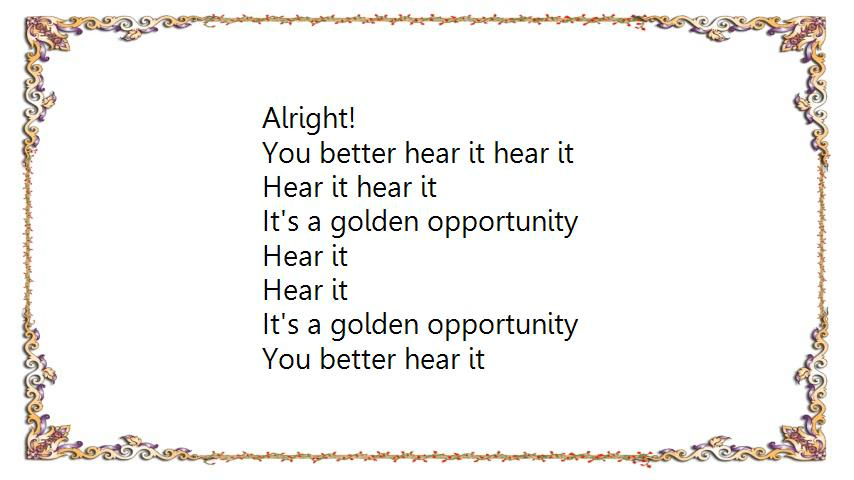 Alright!
You better hear it hear it
Hear it hear it
It's a golden opportunity
Hear it
Hear it
It's a golden opportunity
You better hear it